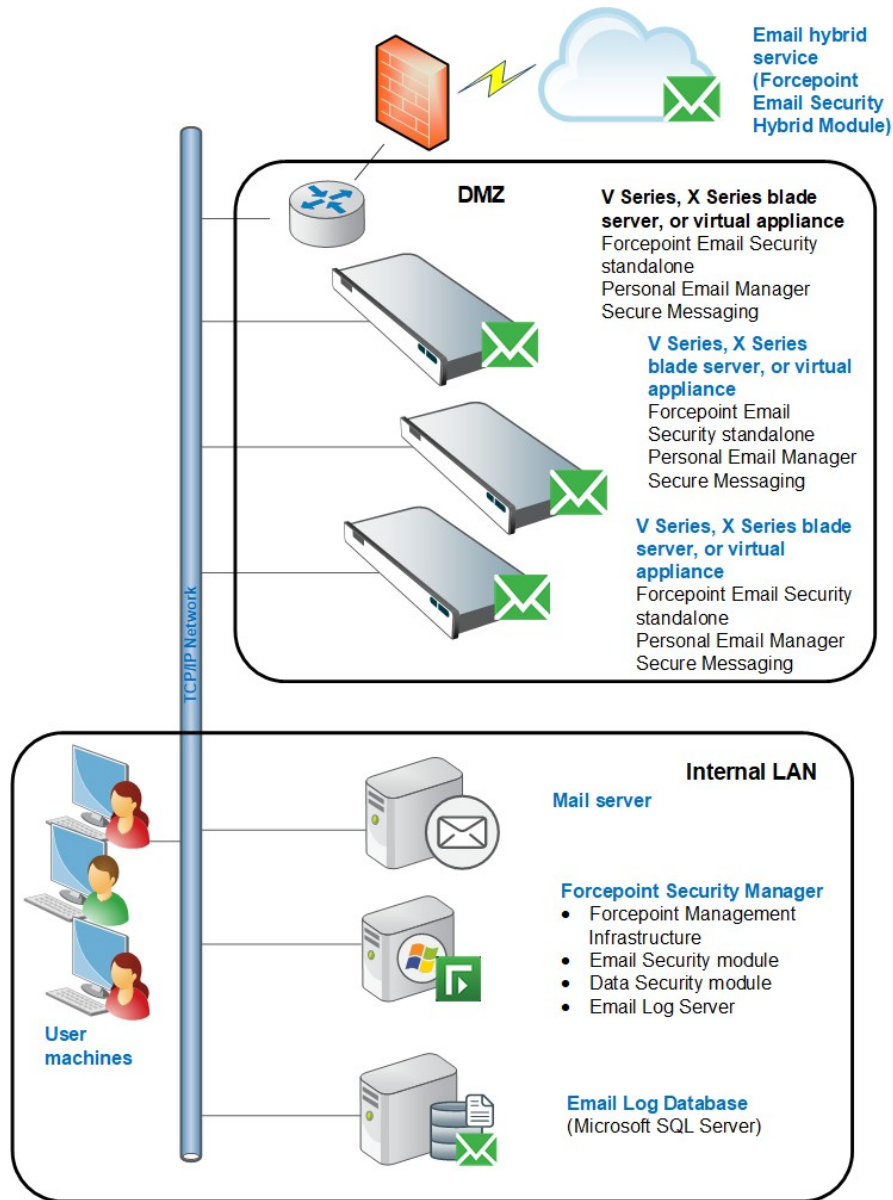 Email hybrid
service
(Forcepoint
Email Security
Hybrid Module)
DMZ
V Series, X Series blade
server, or virtual appliance
Forcepoint Email Security
standalone
Personal Email Manager
Secure Messaging
V Series, X Series
blade server, or virtual
appliance
Forcepoint Email
Security standalone
Personal Email Manager
Secure Messaging
V Series, X Series blade
server, or virtual
appliance
Forcepoint Email Security
standalone
Personal Email Manager
Secure Messaging
TCP/IP Network
Internal LAN
Mail server
Forcepoint Security Manager
• Forcepoint Management
Infrastructure
• Email Security module
• Data Security module
• Email Log Server
User
machines
Email Log Database
(Microsoft SQL Server)